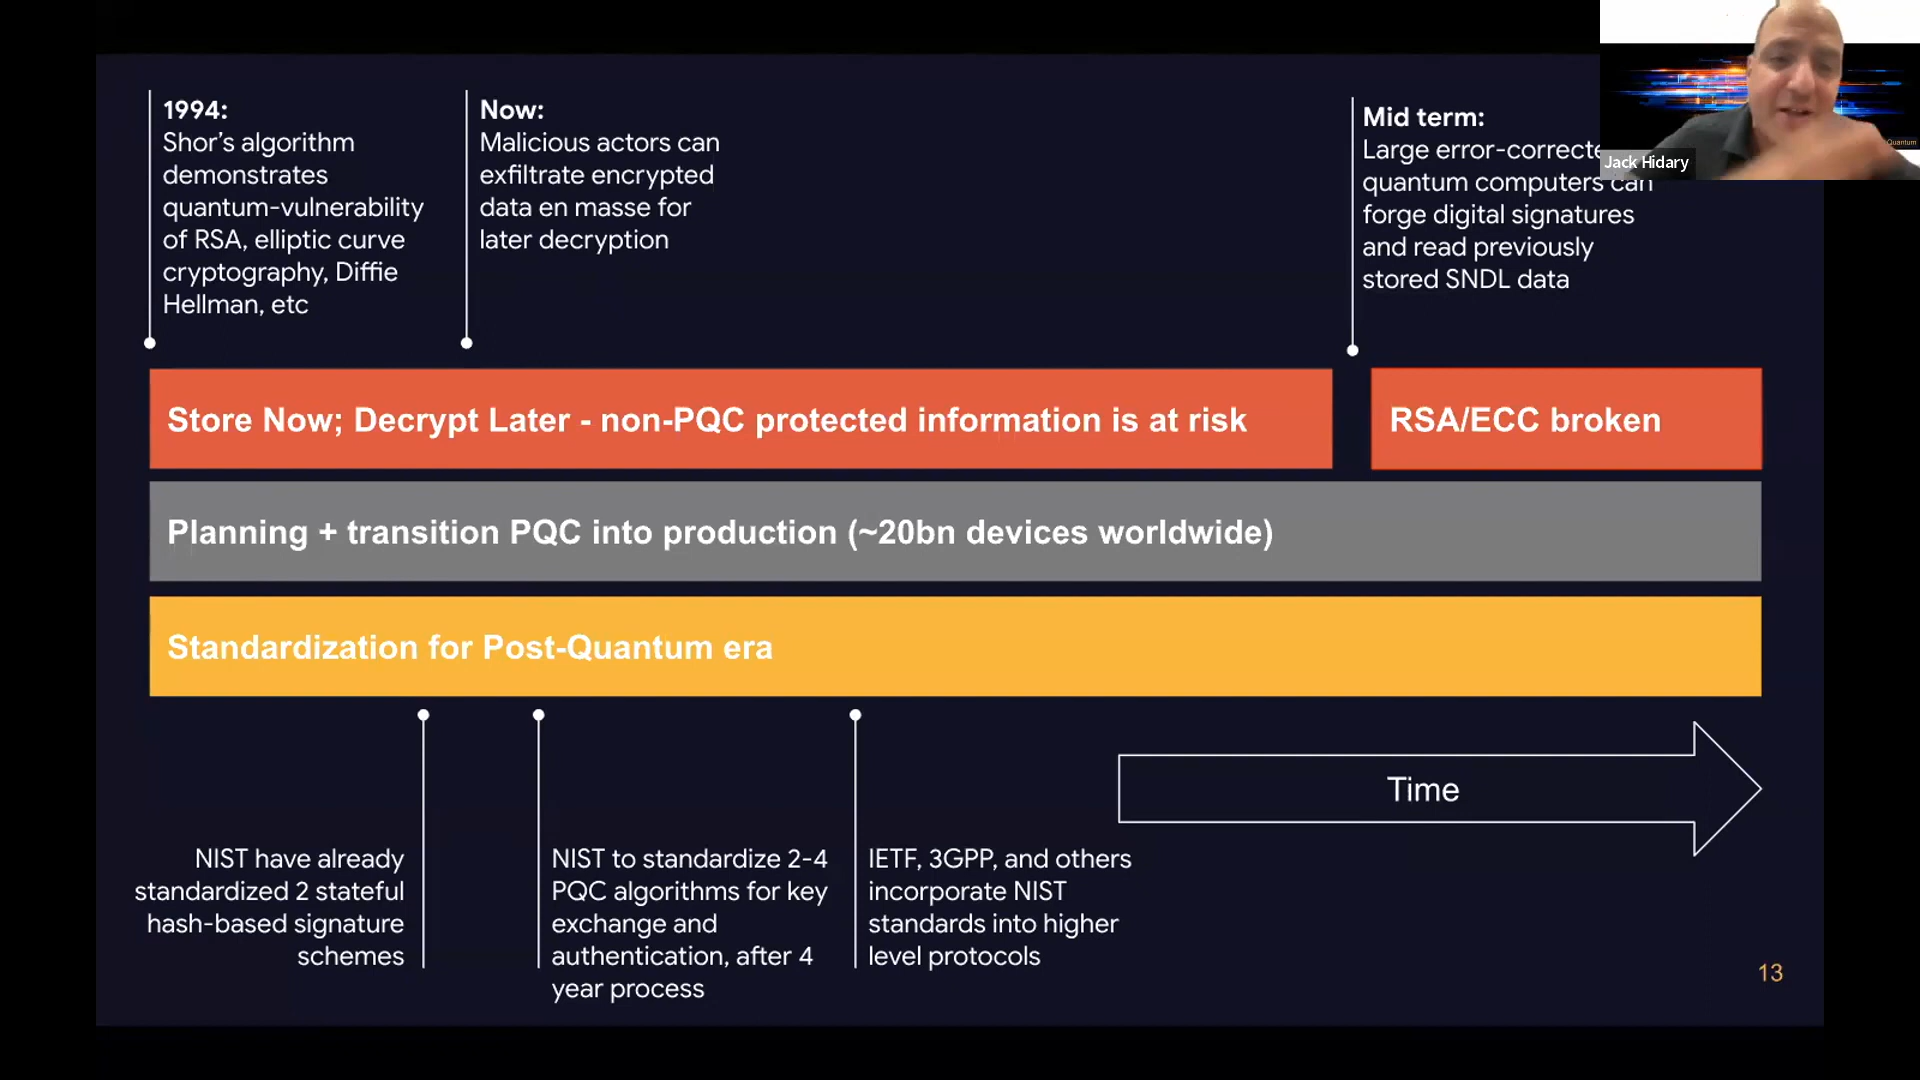 1994:
Shor's algorithm
demonstrates
quantum-vulnerability
of RSA, elliptic curve
cryptography, Diffie
Hellman, etc
Now:
Malicious actors can
exfiltrate encrypted
data en masse for
later decryption
Mid term:
Large error-correcte
quantum computers can
forge digital signatures
and read previously
stored SNDL data
Jack Hidary
Quantum
Store Now; Decrypt Later - non-PQC protected information is at risk
RSA/ECC broken
Planning + transition PQC into production (~20bn devices worldwide)
Standardization for Post-Quantum era
NIST have already
standardized 2 stateful
hash-based signature
schemes
NIST to standardize 2-4
PQC algorithms for key
exchange and
authentication, after 4
year process
IETF, 3GPP, and others
incorporate NIST
standards into higher
level protocols
Time
13